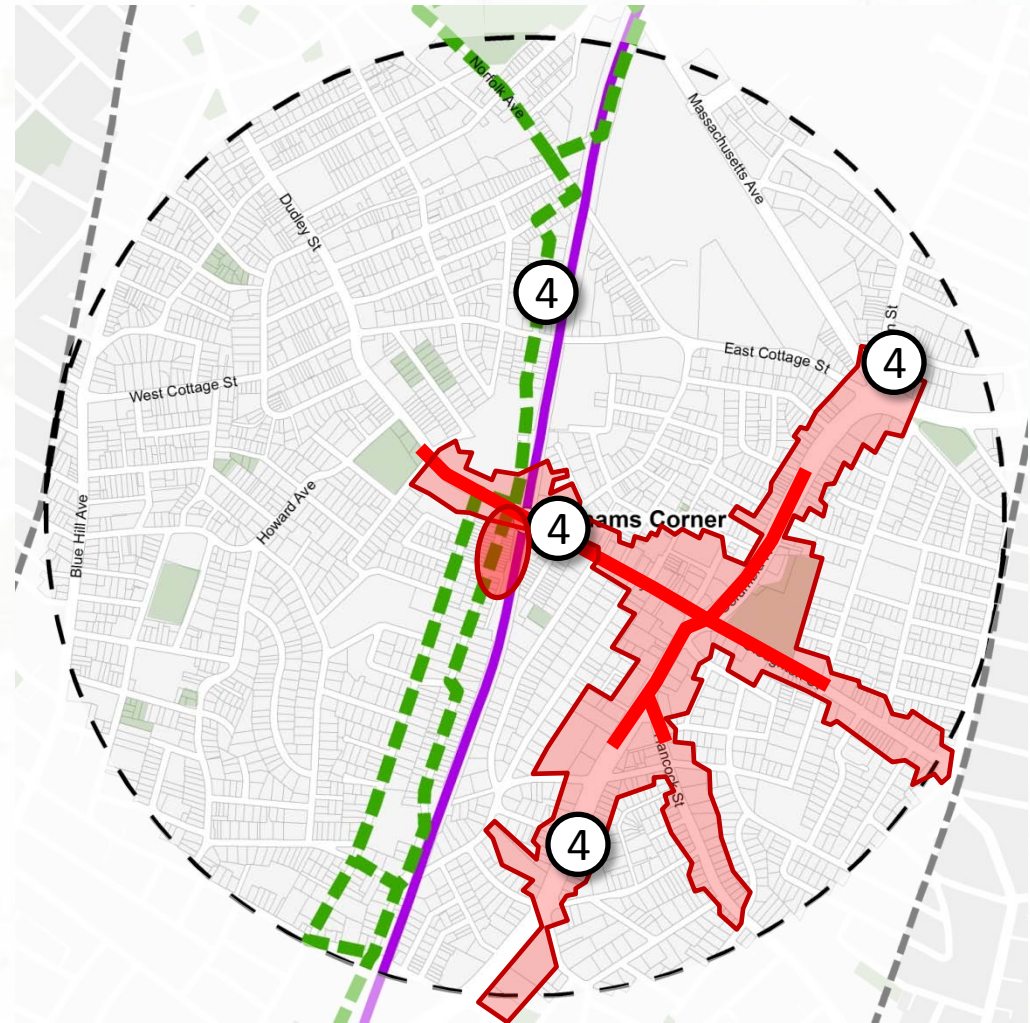 Norfolk Ave
Massachusetts Ave
Dudley St
4
n St
East Cottage St
4
West Cottage St
Howard Ave
Blue Hill Ave
4
ams Corner
Hancock St
4